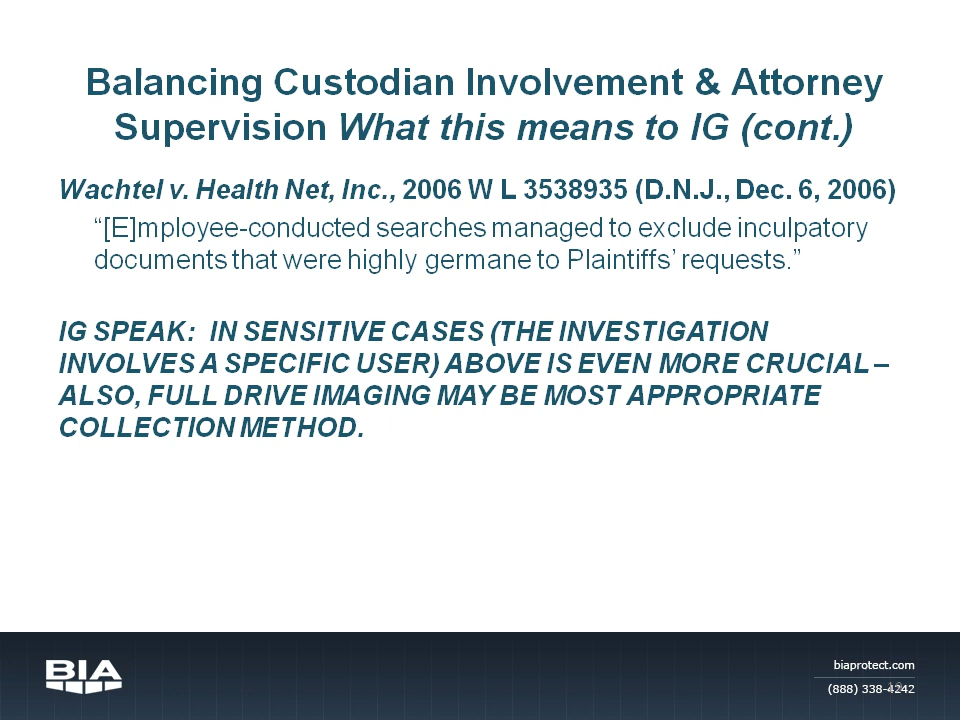 Balancing Custodian Involvement & Attorney
Supervision What this means to IG (cont.)
Wachtel v. Health Net, Inc., 2006 W L 3538935 (D.N.J., Dec. 6, 2006)
“[E]mployee-conducted searches managed to exclude inculpatory
documents that were highly germane to Plaintiffs’ requests.”
IG SPEAK:  IN SENSITIVE CASES (THE INVESTIGATION
INVOLVES A SPECIFIC USER) ABOVE IS EVEN MORE CRUCIAL –
ALSO, FULL DRIVE IMAGING MAY BE MOST APPROPRIATE
COLLECTION METHOD.
BIA
biaprotect.com
(888) 338-4242